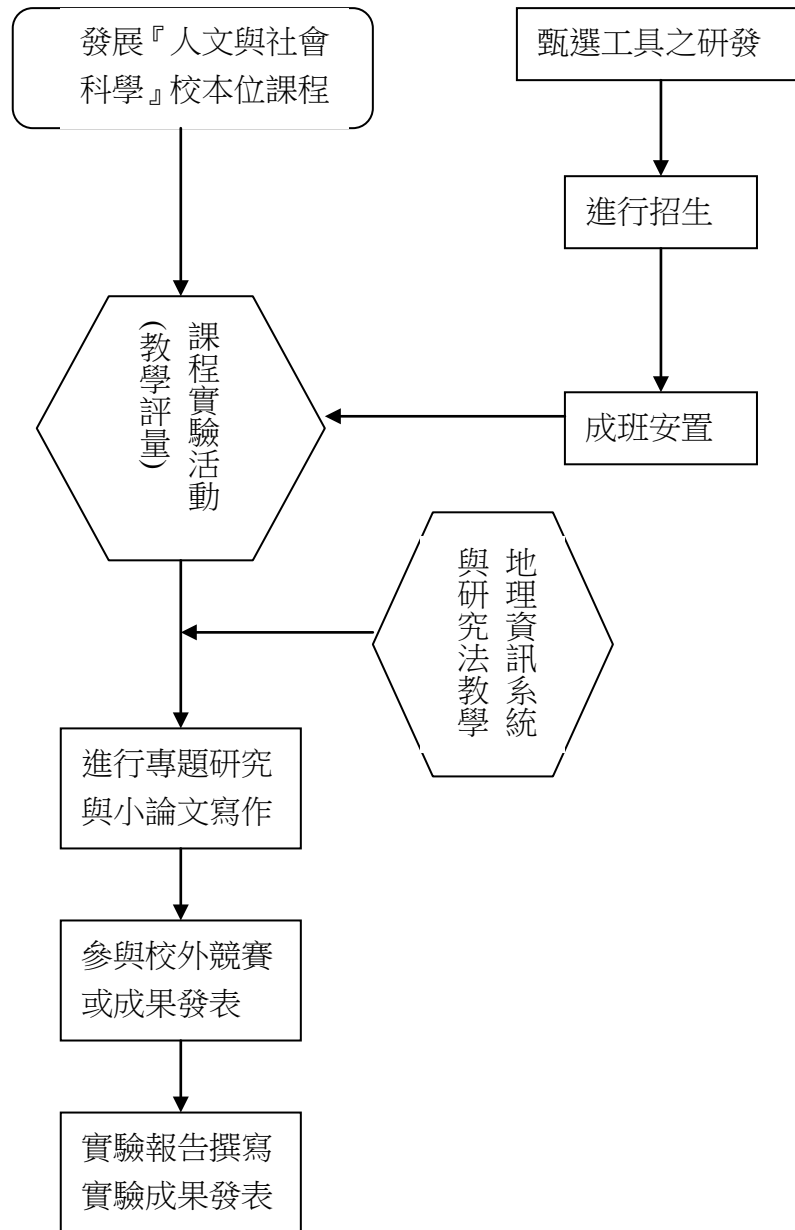 發展『人文與社會
科學』校本位課程
甄選工具之研發
進行招生
成班安置
課程實驗活動
(教學評量)
地理資訊系統
與研究法教學
進行專題研究
與小論文寫作
參與校外競賽
或成果發表
實驗報告撰寫
實驗成果發表